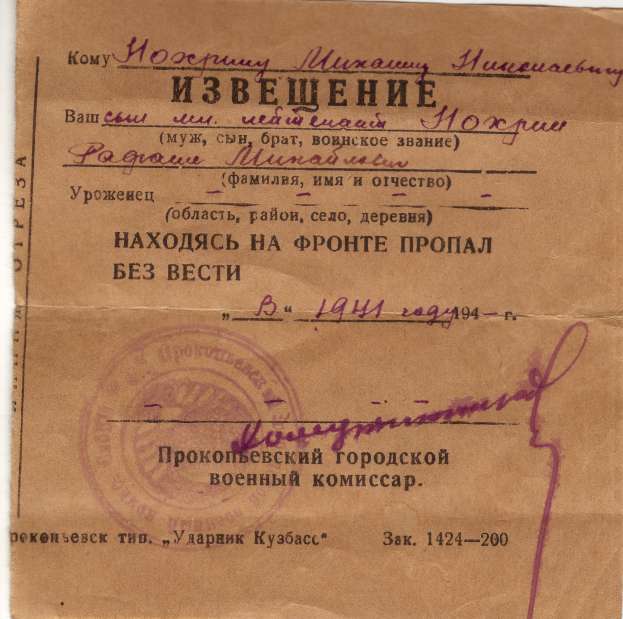 Кому Нохрину Михаилу Николаевичу
ИЗВЕЩЕНИЕ
Ваш сын мл. лейтенант Нохрин
(муж, сын, брат, воинское звание)
Михайлович
(фамилия, имя и отчество)
Уроженец – – – –
(область, район, село, деревня)
НАХОДЯСЬ НА ФРОНТЕ ПРОПАЛ
БЕЗ ВЕСТИ
„ В “ 1941 году 194 – г.
Прокопьевский городской
военный комиссар.
рокопьевск тип. „Ударник Кузбасс“ Зак. 1424—200
ОТРЕЗА